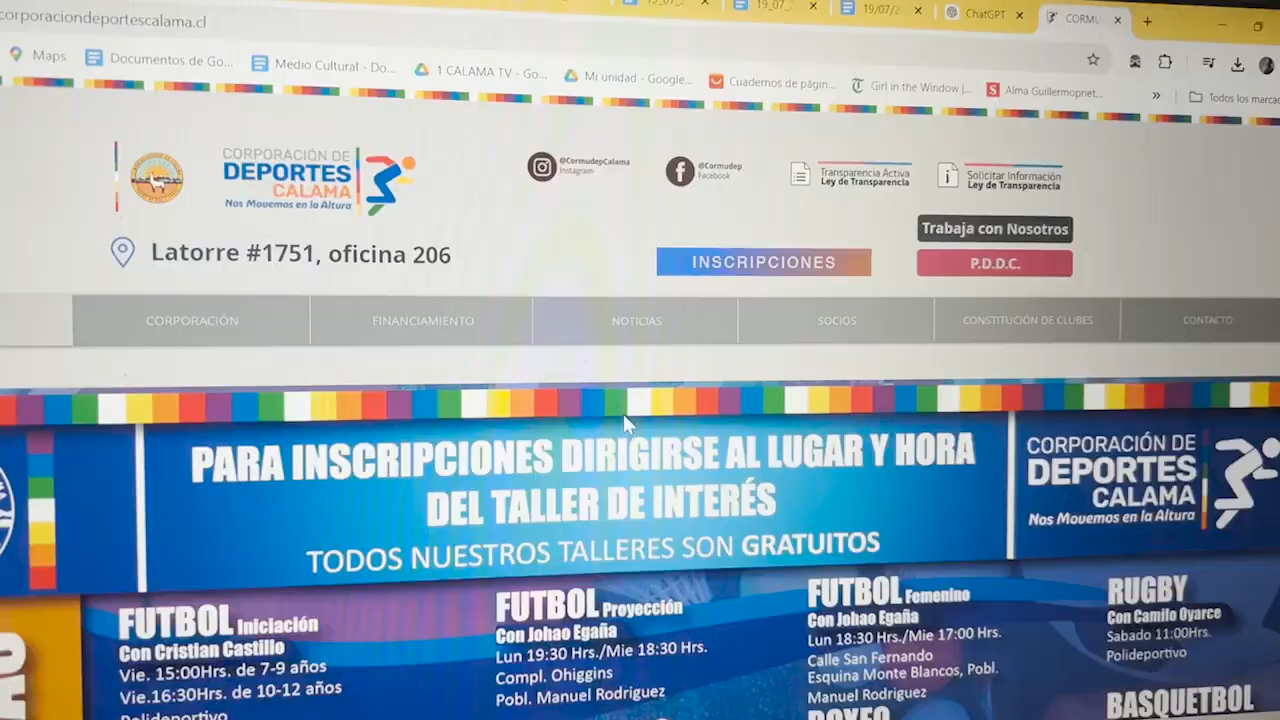 corporaciondeportescalama.cl
19_07_2
19/07/2
ChatGPT
CORMU
Maps
Documentos de Go...
Medio Cultural - Do...
1 CALAMA TV - Go...
Mi unidad - Google...
Cuadernos de págin...
Girl in the Window |...
Alma Guillermopriet...
»
Todos los marcad
CORPORACIÓN DE
DEPORTES
CALAMA
Nos Movemos en la Altura
@CormudepCalama
Instagram
@Cormudep
Facebook
Transparencia Activa
Ley de Transparencia
Solicitar Información
Ley de Transparencia
Latorre #1751, oficina 206
INSCRIPCIONES
Trabaja con Nosotros
P.D.D.C.
CORPORACIÓN
FINANCIAMIENTO
NOTICIAS
SOCIOS
CONSTITUCIÓN DE CLUBES
CONTACTO
PARA INSCRIPCIONES DIRIGIRSE AL LUGAR Y HORA
DEL TALLER DE INTERÉS
TODOS NUESTROS TALLERES SON GRATUITOS
CORPORACIÓN DE
DEPORTES
CALAMA
Nos Movemos en la Altura
FUTBOL Iniciación
Con Cristian Castillo
Vie. 15:00Hrs. de 7-9 años
Vie.16:30Hrs. de 10-12 años
Polideportivo
FUTBOL Proyección
Con Johao Egaña
Lun 19:30 Hrs./Mie 18:30 Hrs.
Compl. Ohiggins
Pobl. Manuel Rodriguez
FUTBOL Femenino
Con Johao Egaña
Lun 18:30 Hrs./Mie 17:00 Hrs.
Calle San Fernando
Esquina Monte Blancos, Pobl.
Manuel Rodriguez
BOXEO
RUGBY
Con Camilo Oyarce
Sabado 11:00Hrs.
Polideportivo
BASQUETBOL